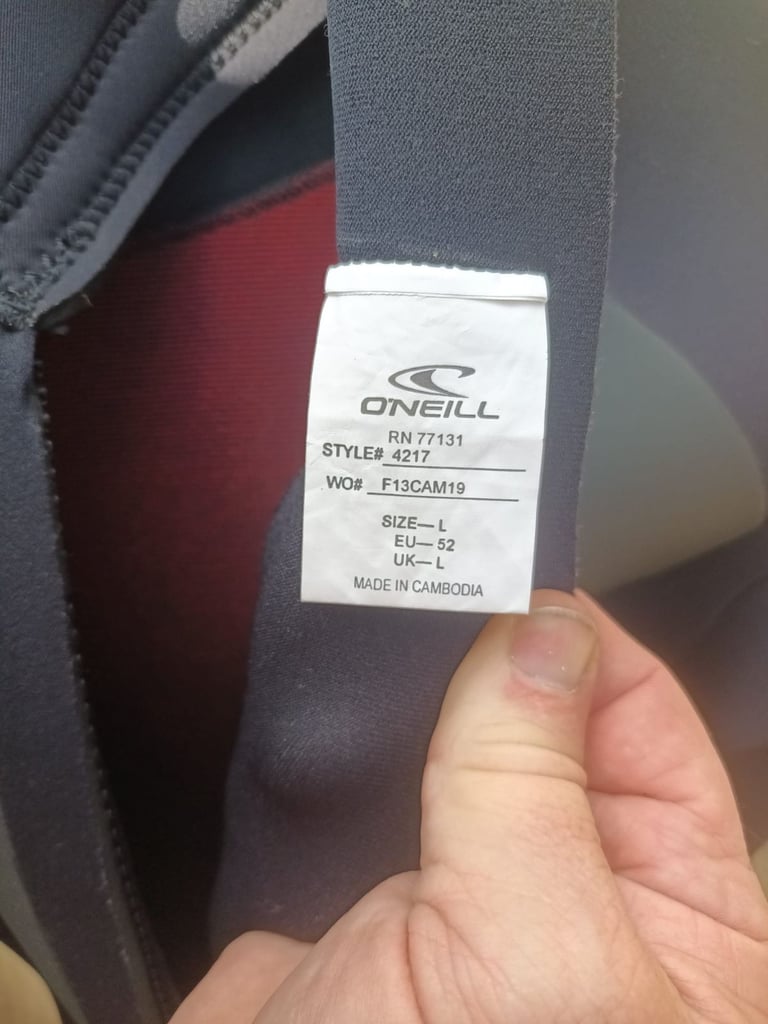 O'NEILL
RN 77131
STYLE# 4217
WO# F13CAM19
SIZE— L
EU— 52
UK— L
MADE IN CAMBODIA